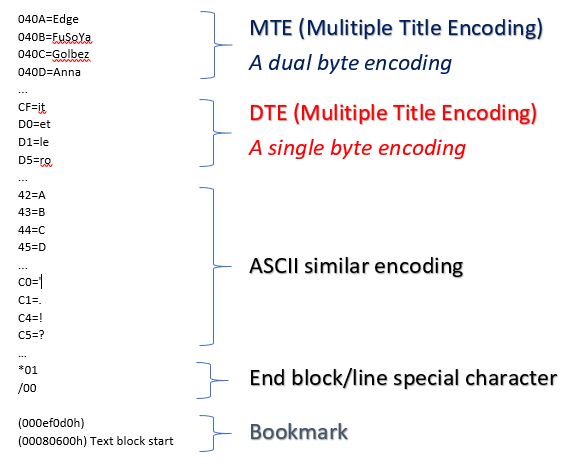 040A=Edge
040B=FuSoYa
040C=Golbez
040D=Anna
...
MTE (Mulitiple Title Encoding)
A dual byte encoding
CF=it
D0=et
D1=le
D5=ro
...
DTE (Mulitiple Title Encoding)
A single byte encoding
42=A
43=B
44=C
45=D
...
C0='
C1=.
C4=!
C5=?
...
ASCII similar encoding
*01
/00
End block/line special character
(000ef0d0h)
(00080600h) Text block start
Bookmark